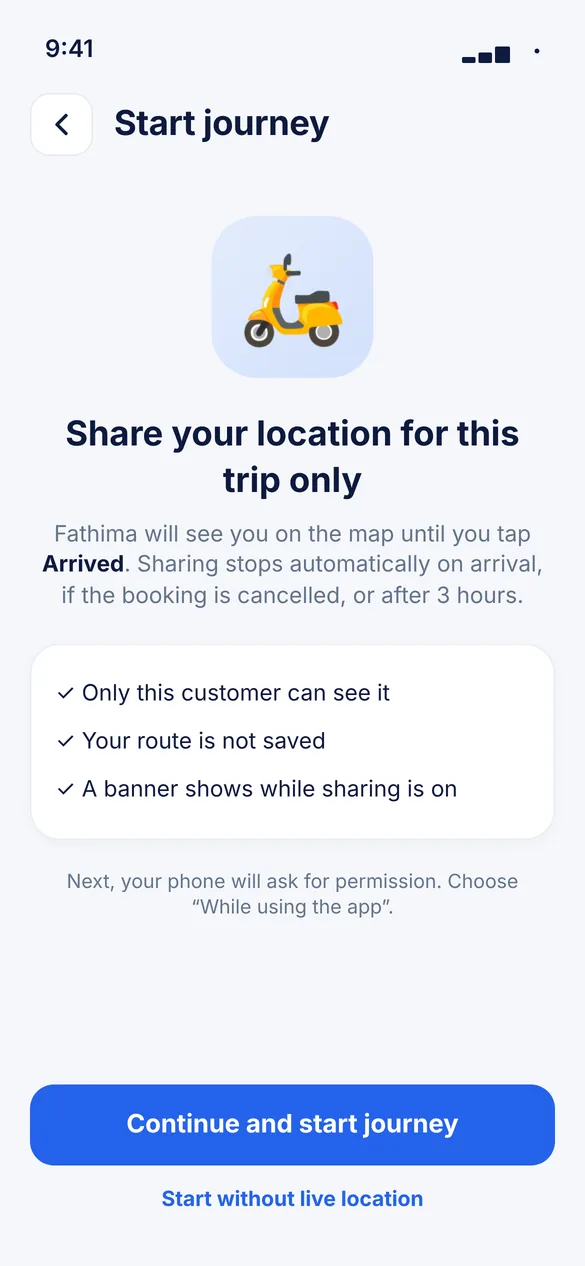 9:41
Start journey
Share your location for this
trip only
Fathima will see you on the map until you tap
Arrived. Sharing stops automatically on arrival,
if the booking is cancelled, or after 3 hours.
✓ Only this customer can see it
✓ Your route is not saved
✓ A banner shows while sharing is on
Next, your phone will ask for permission. Choose
“While using the app”.
Continue and start journey
Start without live location